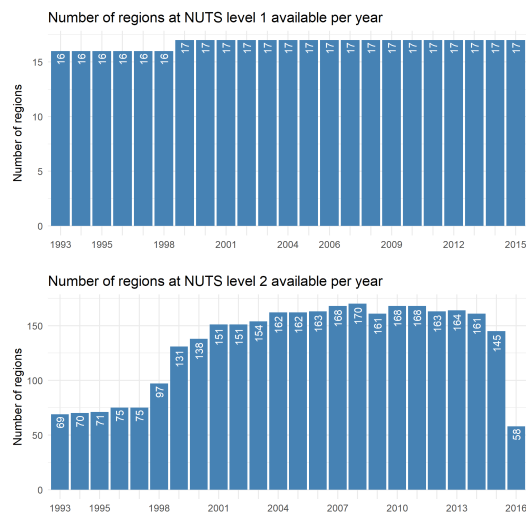 Number of regions at NUTS level 1 available per year
Number of regions
15
10
5
0
16 16 16 16 16 16 17 17 17 17 17 17 17 17 17 17 17 17 17 17 17 17 17
1993 1995 1998 2001 2004 2006 2009 2012 2015
Number of regions at NUTS level 2 available per year
Number of regions
150
100
50
0
69 70 71 75 75 97 131 138 151 151 154 162 162 163 168 170 161 168 168 163 164 161 145 58
1993 1995 1998 2001 2004 2007 2010 2013 2016